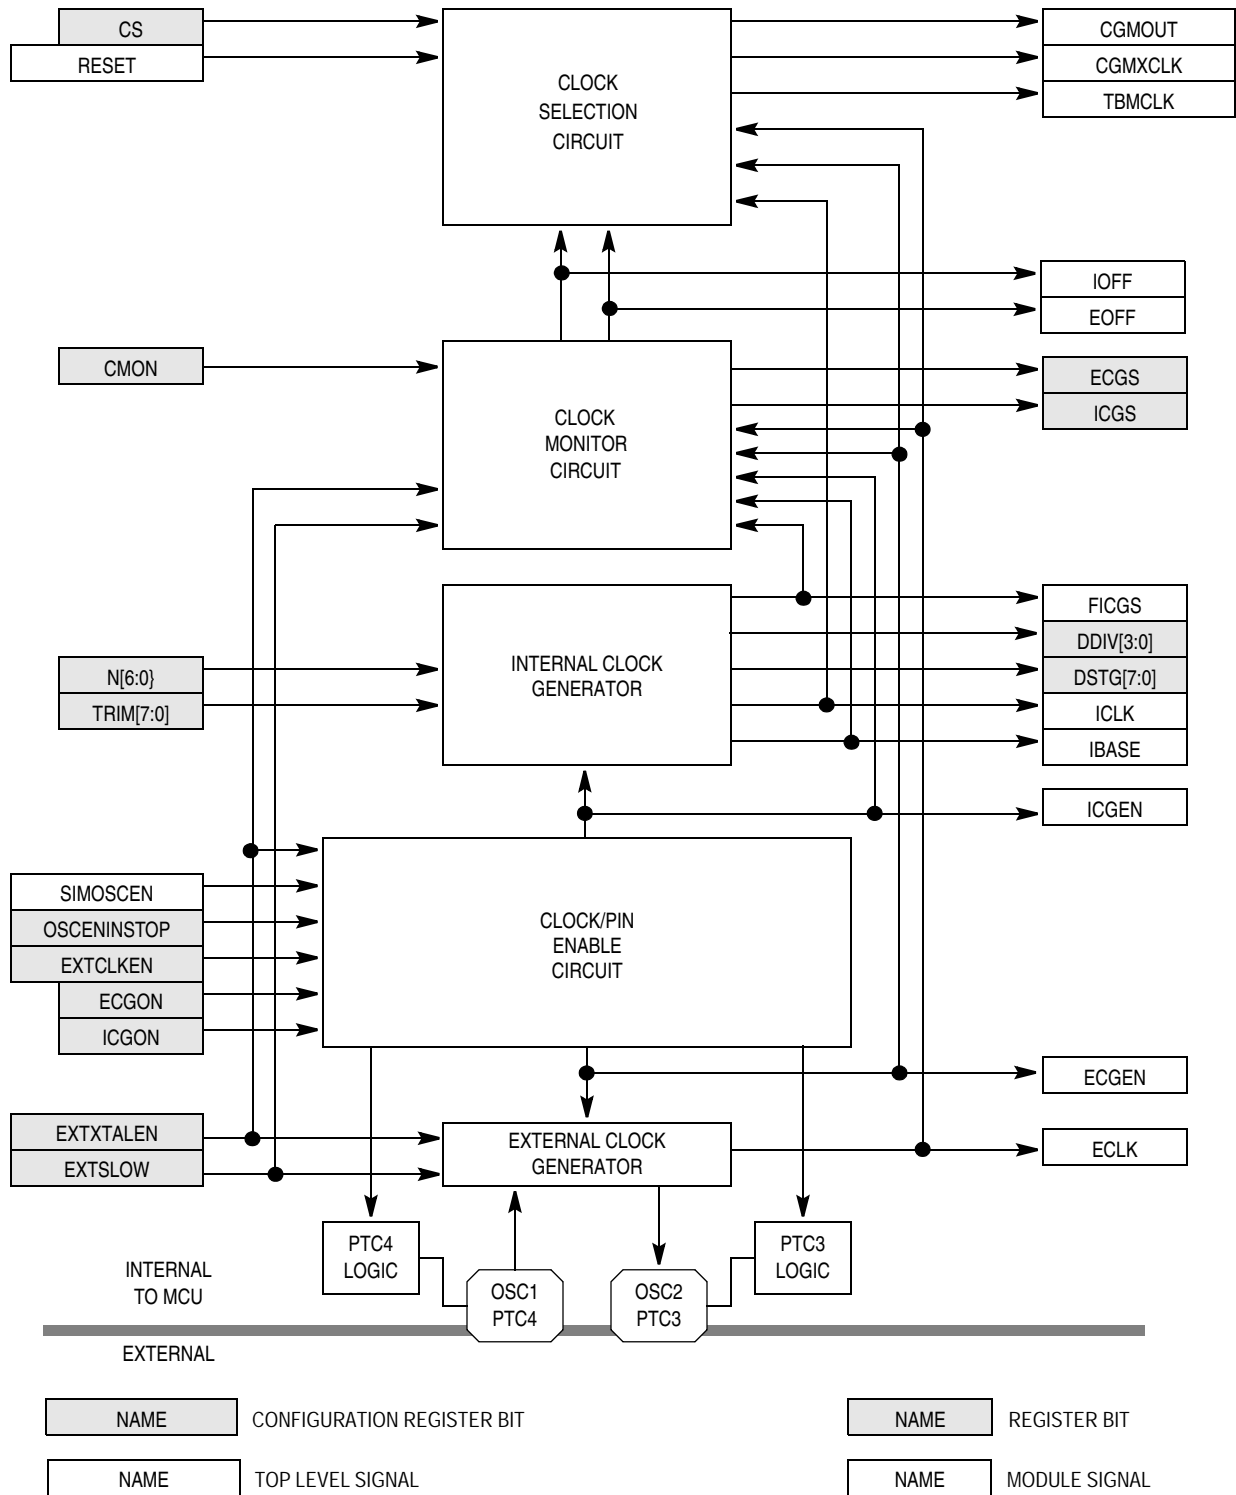 CS
RESET
CLOCK
SELECTION
CIRCUIT
CGMOUT
CGMXCLK
TBMCLK
IOFF
EOFF
CMON
CLOCK
MONITOR
CIRCUIT
ECGS
ICGS
N[6:0}
TRIM[7:0]
INTERNAL CLOCK
GENERATOR
FICGS
DDIV[3:0]
DSTG[7:0]
ICLK
IBASE
ICGEN
SIMOSCEN
OSCENINSTOP
EXTCLKEN
ECGON
ICGON
CLOCK/PIN
ENABLE
CIRCUIT
ECGEN
EXTXTALEN
EXTSLOW
EXTERNAL CLOCK
GENERATOR
ECLK
PTC4
LOGIC
PTC3
LOGIC
INTERNAL
TO MCU
OSC1
PTC4
OSC2
PTC3
EXTERNAL
NAME CONFIGURATION REGISTER BIT
NAME REGISTER BIT
NAME TOP LEVEL SIGNAL
NAME MODULE SIGNAL